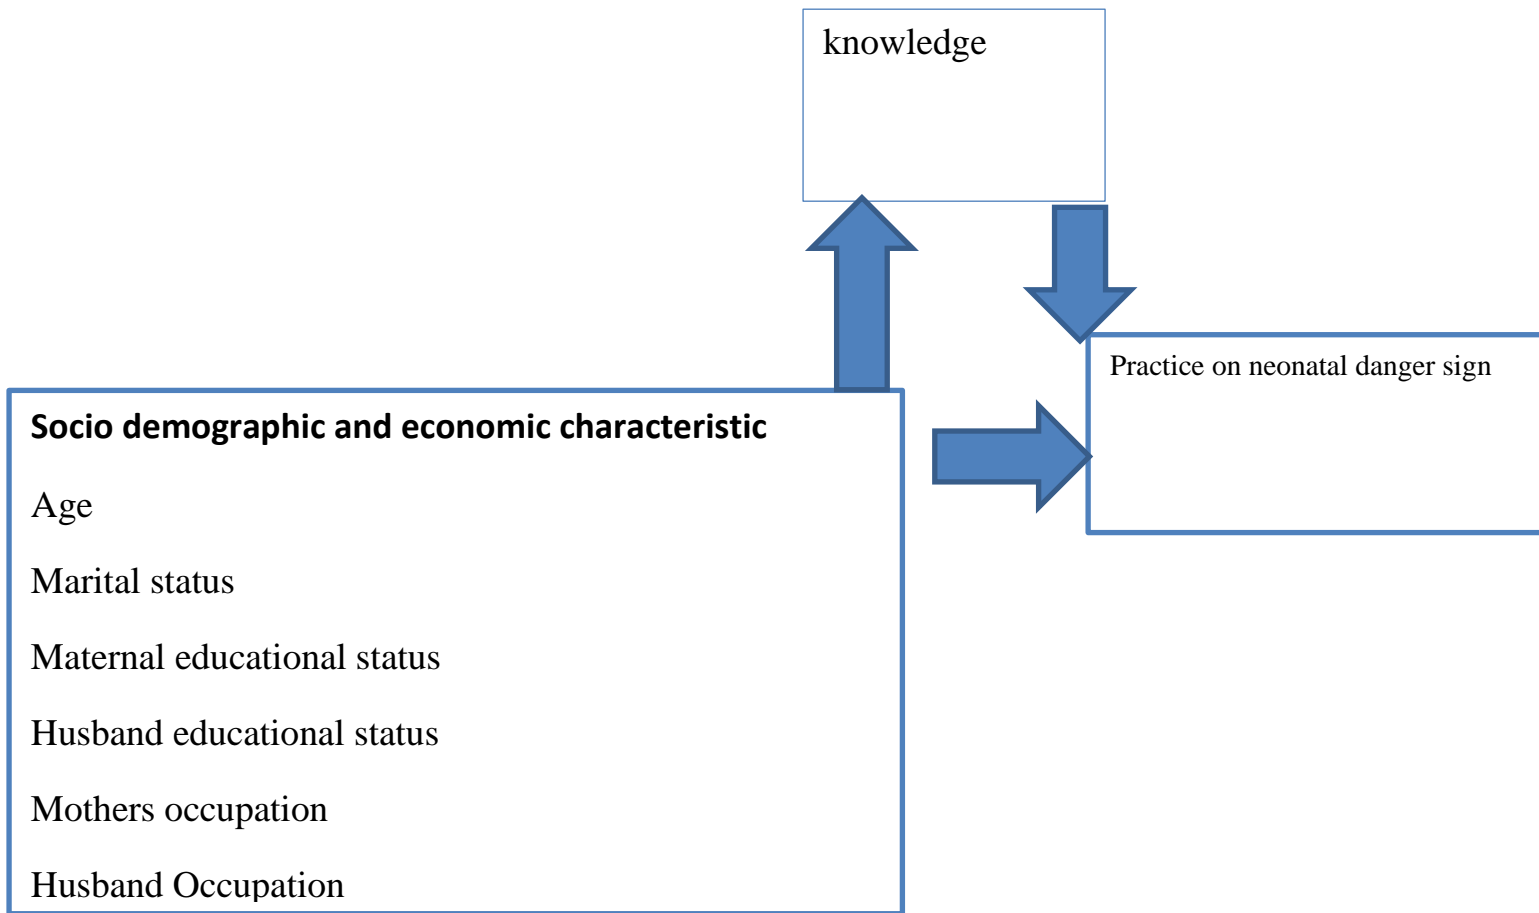 knowledge
Practice on neonatal danger sign
Socio demographic and economic characteristic
Age
Marital status
Maternal educational status
Husband educational status
Mothers occupation
Husband Occupation